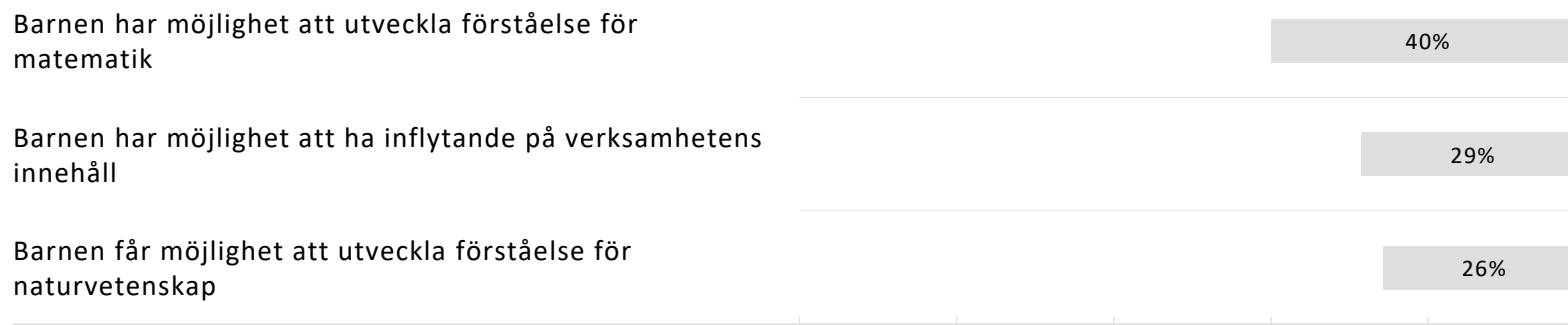 Barnen har möjlighet att utveckla förståelse för
matematik
40%
Barnen har möjlighet att ha inflytande på verksamhetens
innehåll
29%
Barnen får möjlighet att utveckla förståelse för
naturvetenskap
26%